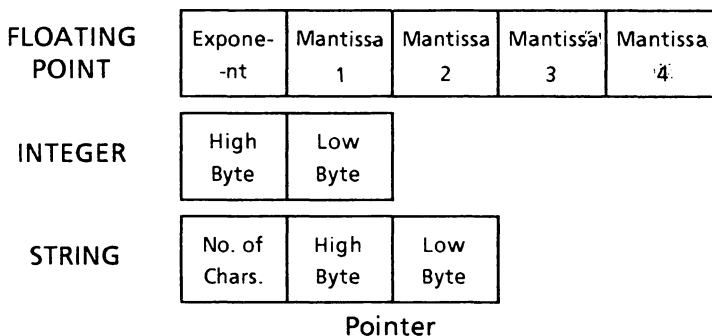 FLOATING
POINT
Expone-
-nt
Mantissa
1
Mantissa
2
Mantissa
3
Mantissa
4
INTEGER
High
Byte
Low
Byte
STRING
No. of
Chars.
High
Byte
Low
Byte
Pointer